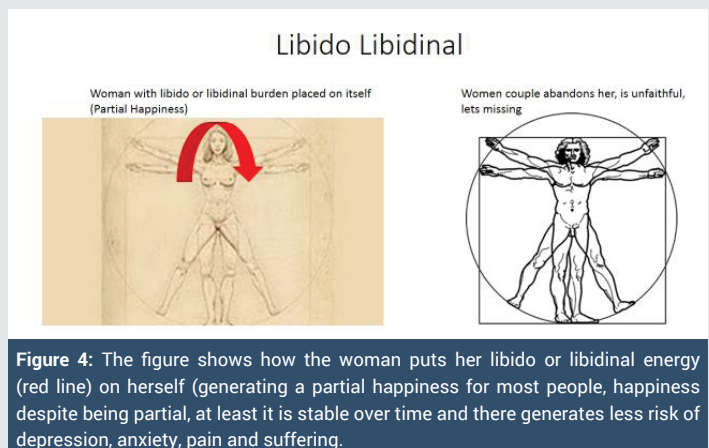 Libido Libidinal
Woman with libido or libidinal burden placed on itself
(Partial Happiness)
Women couple abandons her, is unfaithful,
lets missing
Figure 4: The figure shows how the woman puts her libido or libidinal energy
(red line) on herself (generating a partial happiness for most people, happiness
despite being partial, at least it is stable over time and there generates less risk of
depression, anxiety, pain and suffering.